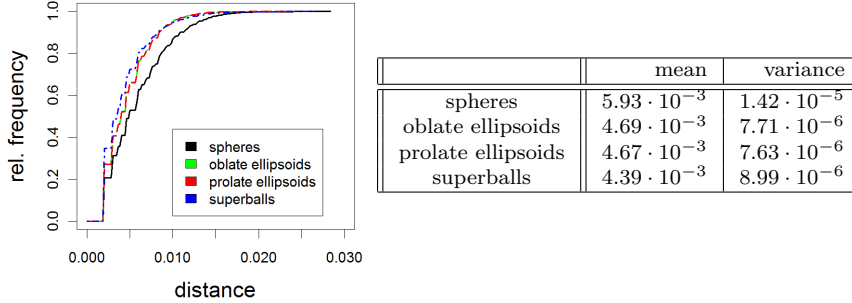 rel. frequency
1.0
0.8
0.6
0.4
0.2
0.0
spheres
oblate ellipsoids
prolate ellipsoids
superballs
0.000
0.010
0.020
0.030
distance
mean variance
spheres 5.93 · 10⁻³ 1.42 · 10⁻⁵
oblate ellipsoids 4.69 · 10⁻³ 7.71 · 10⁻⁶
prolate ellipsoids 4.67 · 10⁻³ 7.63 · 10⁻⁶
superballs 4.39 · 10⁻³ 8.99 · 10⁻⁶